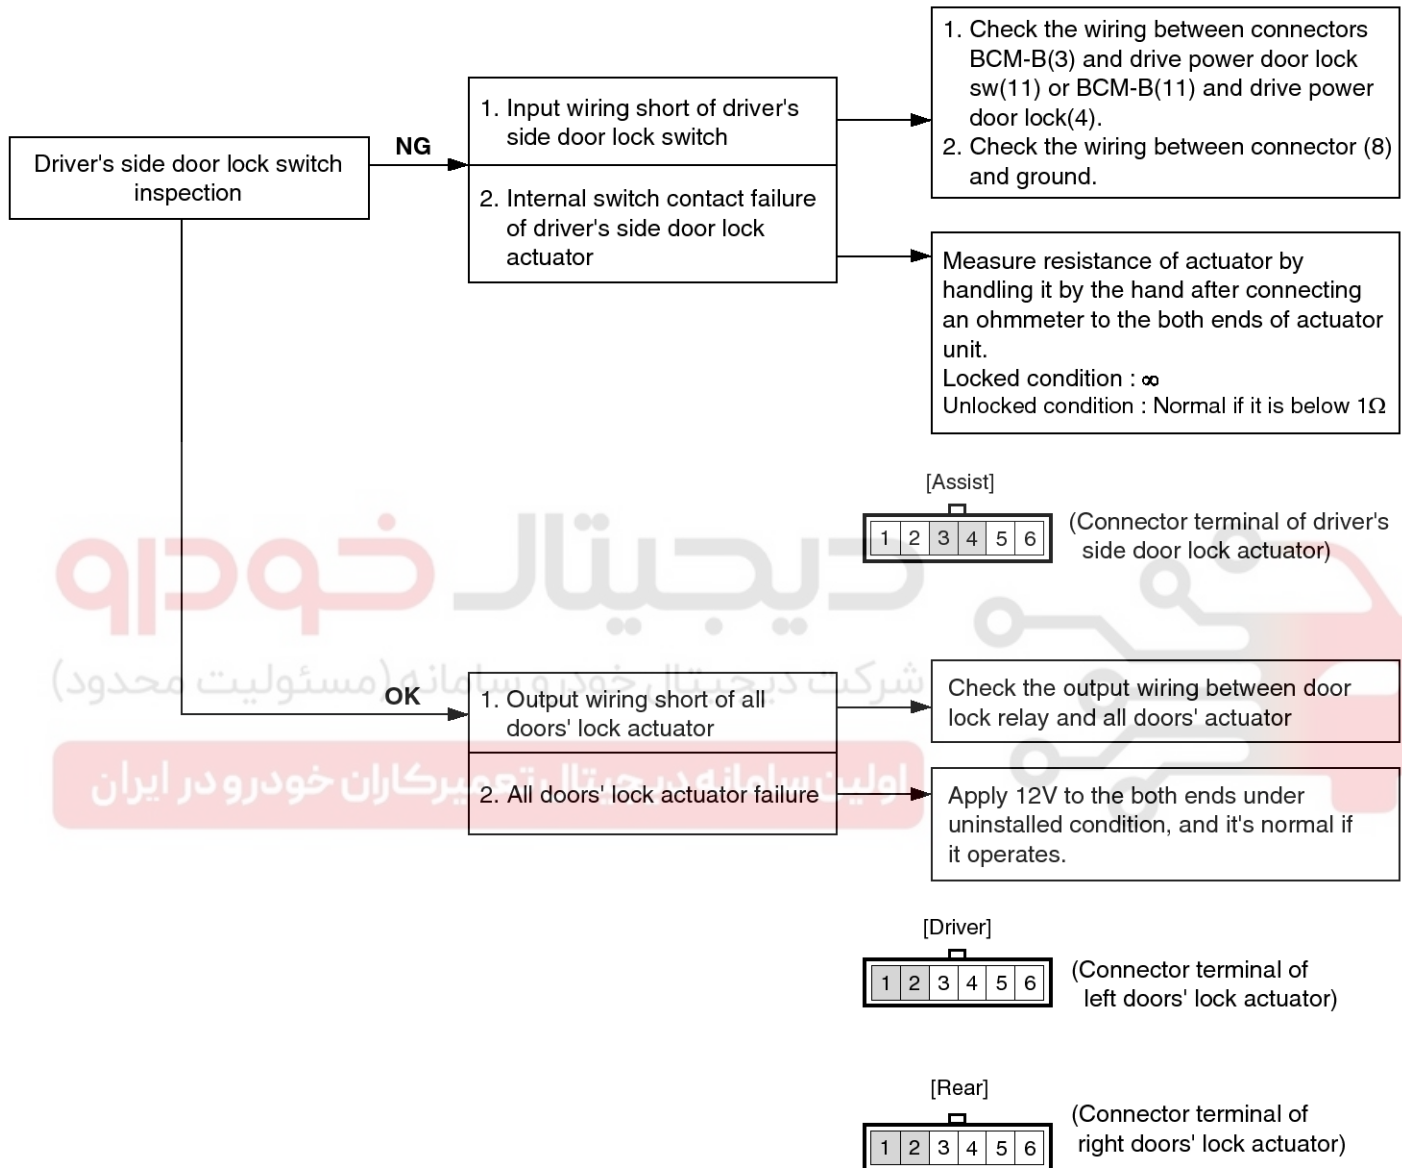 1. Check the wiring between connectors
BCM-B(3) and drive power door lock
sw(11) or BCM-B(11) and drive power
door lock(4).
2. Check the wiring between connector (8)
and ground.
1. Input wiring short of driver's
side door lock switch
NG
Driver's side door lock switch
inspection
2. Internal switch contact failure
of driver's side door lock
actuator
Measure resistance of actuator by
handling it by the hand after connecting
an ohmmeter to the both ends of actuator
unit.
Locked condition : ∞
Unlocked condition : Normal if it is below 1Ω
[Assist]
1 2 3 4 5 6
(Connector terminal of driver's
side door lock actuator)
دیجیتال خودرو
شرکت دیجیتال خودرو سامانه (مسئولیت محدود)
OK
1. Output wiring short of all
doors' lock actuator
Check the output wiring between door
lock relay and all doors' actuator
اولین سامانه دیجیتال تعمیرکاران خودرو در ایران
2. All doors' lock actuator failure
Apply 12V to the both ends under
uninstalled condition, and it's normal if
it operates.
[Driver]
1 2 3 4 5 6
(Connector terminal of
left doors' lock actuator)
[Rear]
1 2 3 4 5 6
(Connector terminal of
right doors' lock actuator)